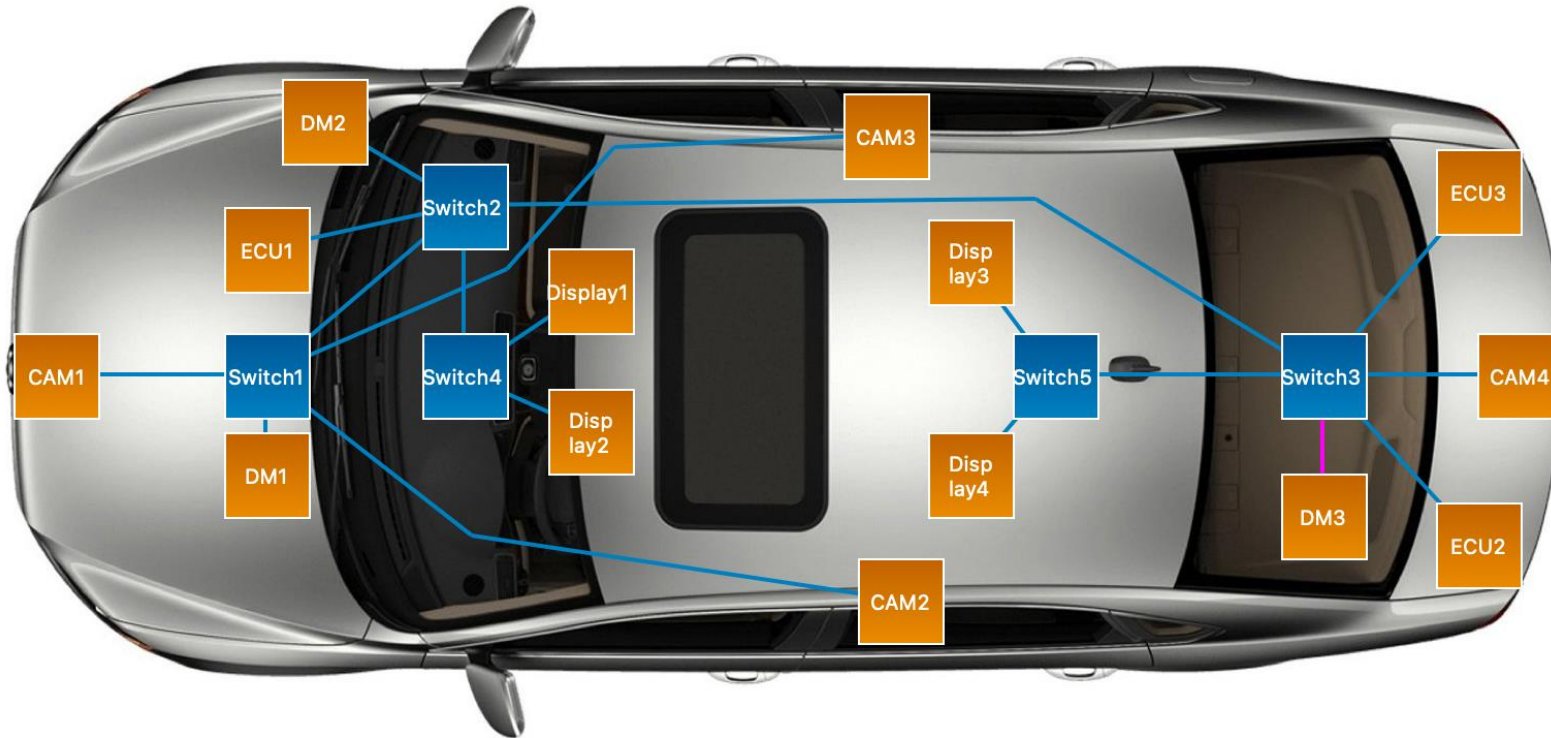 DM2
CAM3
ECU3
Switch2
ECU1
Disp
lay3
Display1
CAM1
Switch1
Switch4
Switch5
Switch3
CAM4
Disp
lay2
DM1
Disp
lay4
DM3
ECU2
CAM2